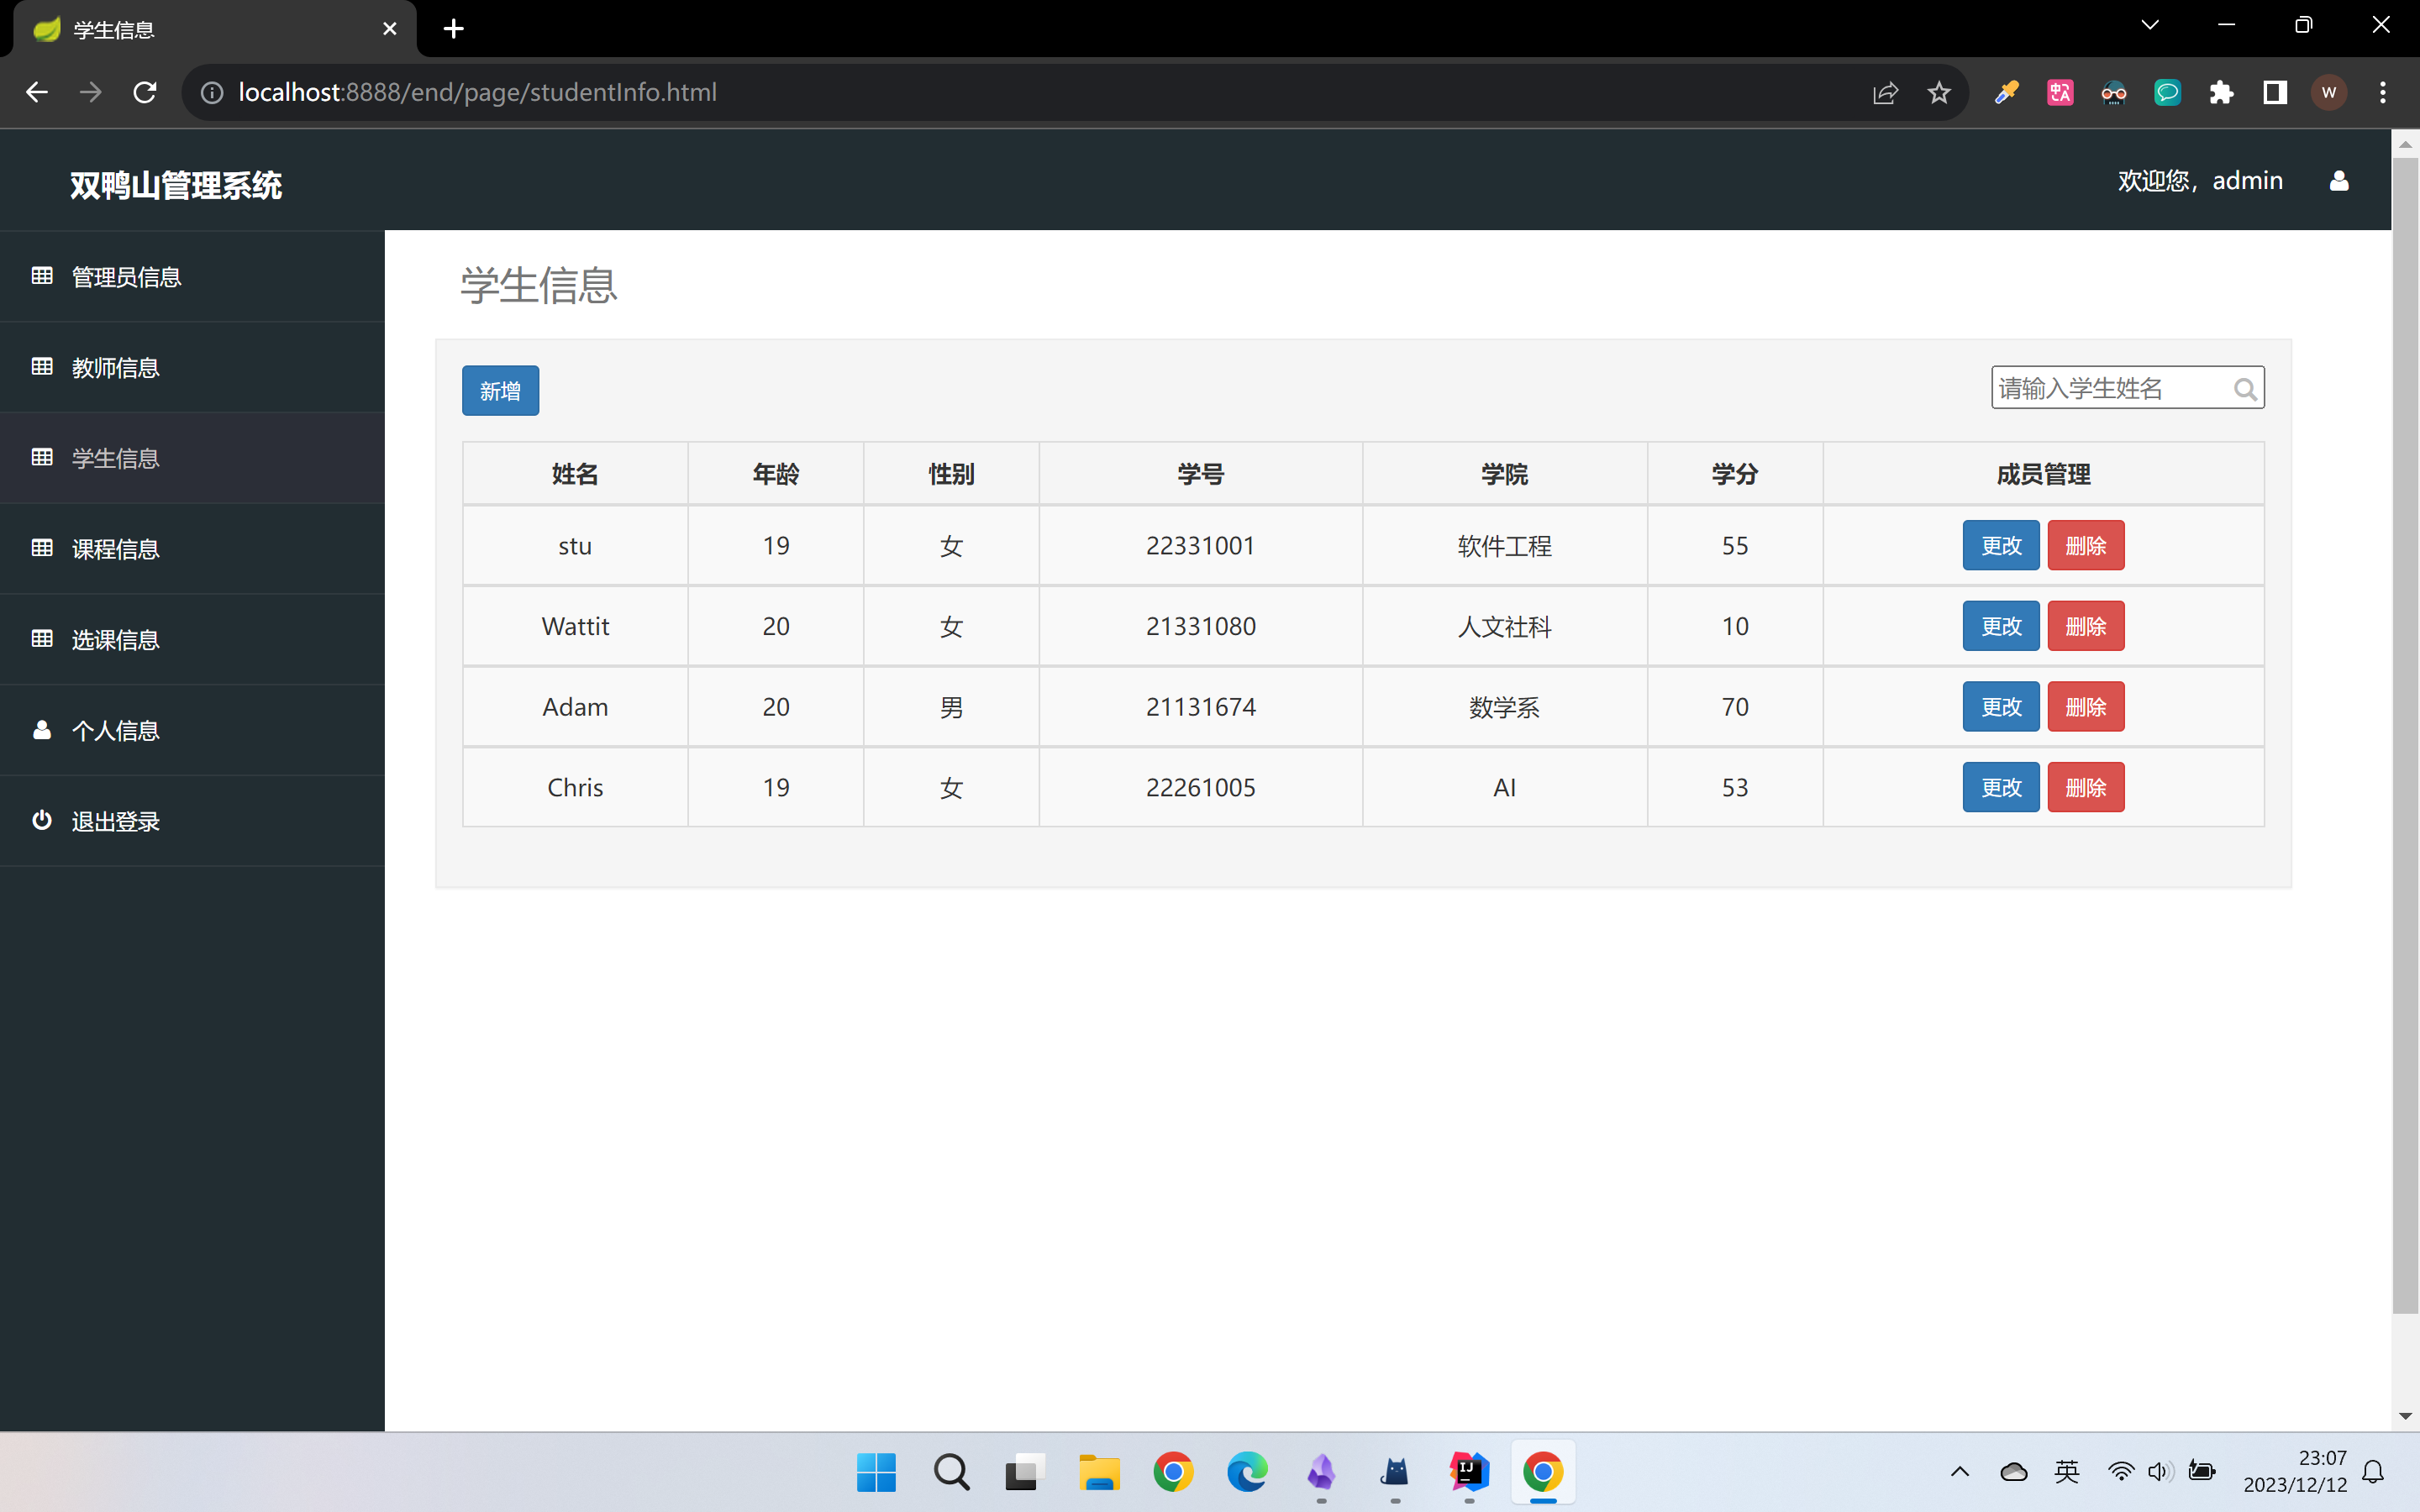 学生信息
localhost:8888/end/page/studentInfo.html
W
双鸭山管理系统
欢迎您，admin
管理员信息
教师信息
学生信息
课程信息
选课信息
个人信息
退出登录
学生信息
新增
请输入学生姓名
姓名 年龄 性别 学号 学院 学分 成员管理
stu 19 女 22331001 软件工程 55 更改 删除
Wattit 20 女 21331080 人文社科 10 更改 删除
Adam 20 男 21131674 数学系 70 更改 删除
Chris 19 女 22261005 AI 53 更改 删除
IJ
英
23:07
2023/12/12